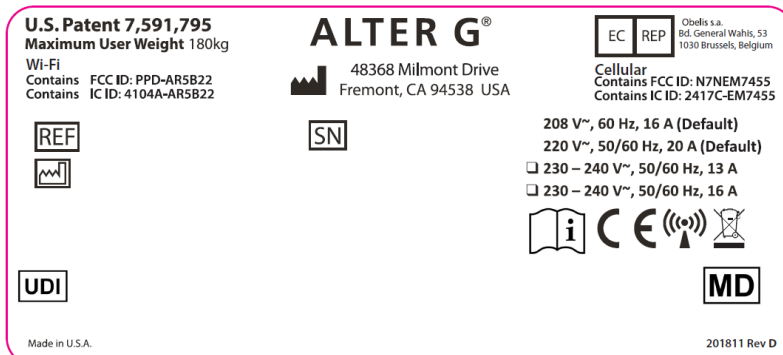 U.S. Patent 7,591,795
Maximum User Weight 180kg
Wi-Fi
Contains FCC ID: PPD-AR5B22
Contains IC ID: 4104A-AR5B22
ALTER G®
48368 Milmont Drive
Fremont, CA 94538 USA
EC REP
Obelis s.a.
Bd. General Wahis, 53
1030 Brussels, Belgium
Cellular
Contains FCC ID: N7NEM7455
Contains IC ID: 2417C-EM7455
REF
SN
208 V~, 60 Hz, 16 A (Default)
220 V~, 50/60 Hz, 20 A (Default)
❑ 230 – 240 V~, 50/60 Hz, 13 A
❑ 230 – 240 V~, 50/60 Hz, 16 A
i CE
UDI
MD
Made in U.S.A.
201811 Rev D